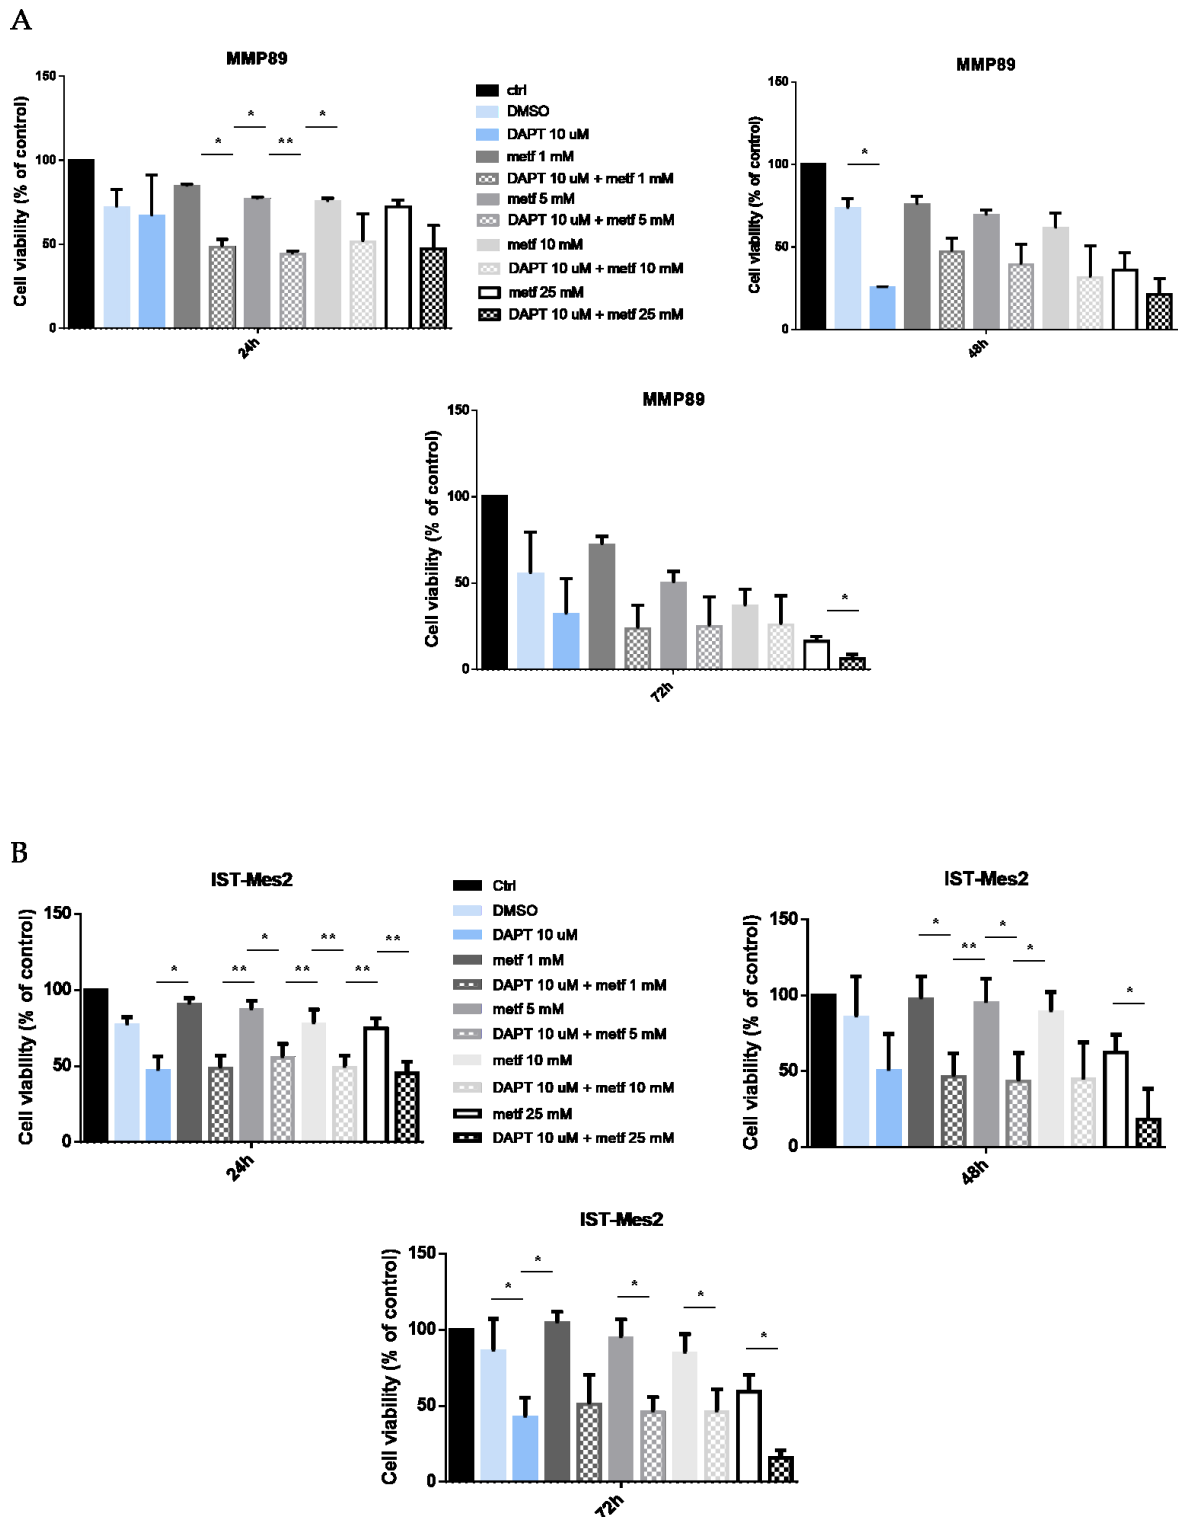 A
MMP89
Cell viability (% of control)
150
100
50
0
* * ** *
24h
ctrl
DMSO
DAPT 10 uM
metf 1 mM
DAPT 10 uM + metf 1 mM
metf 5 mM
DAPT 10 uM + metf 5 mM
metf 10 mM
DAPT 10 uM + metf 10 mM
metf 25 mM
DAPT 10 uM + metf 25 mM
MMP89
Cell viability (% of control)
150
100
50
0
*
48h
MMP89
Cell viability (% of control)
150
100
50
0
*
72h
B
IST-Mes2
Cell viability (% of control)
150
100
50
0
* ** * ** ** ** **
24h
Ctrl
DMSO
DAPT 10 uM
metf 1 mM
DAPT 10 uM + metf 1 mM
metf 5 mM
DAPT 10 uM + metf 5 mM
metf 10 mM
DAPT 10 uM + metf 10 mM
metf 25 mM
DAPT 10 uM + metf 25 mM
IST-Mes2
Cell viability (% of control)
150
100
50
0
* ** * * *
48h
IST-Mes2
Cell viability (% of control)
150
100
50
0
* * * * *
72h